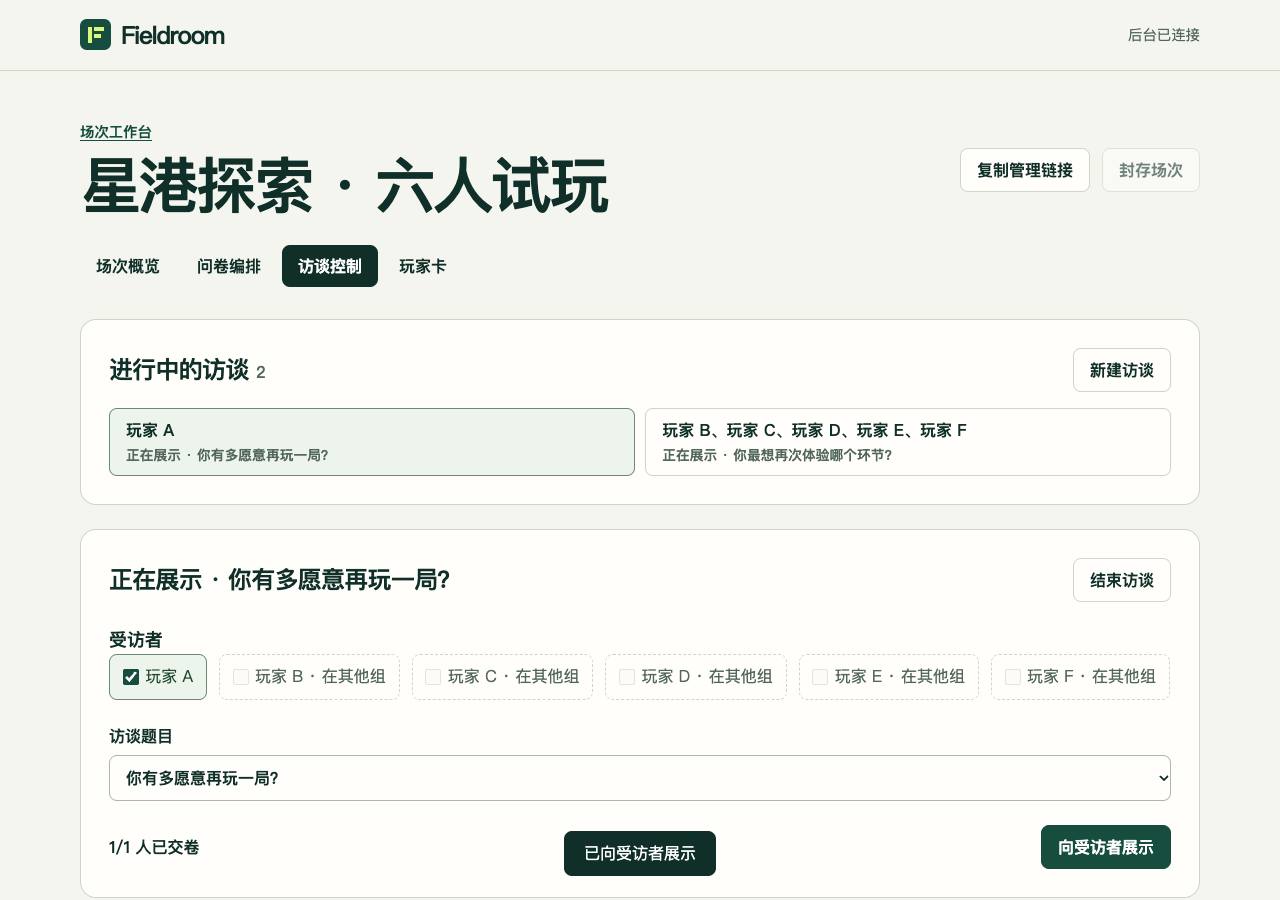 Fieldroom
后台已连接
场次工作台
星港探索 · 六人试玩
复制管理链接
封存场次
场次概览
问卷编排
访谈控制
玩家卡
进行中的访谈 2
新建访谈
玩家 A
正在展示 · 你有多愿意再玩一局?
玩家 B、玩家 C、玩家 D、玩家 E、玩家 F
正在展示 · 你最想再次体验哪个环节?
正在展示 · 你有多愿意再玩一局?
结束访谈
受访者
玩家 A
玩家 B · 在其他组
玩家 C · 在其他组
玩家 D · 在其他组
玩家 E · 在其他组
玩家 F · 在其他组
访谈题目
你有多愿意再玩一局?
1/1 人已交卷
已向受访者展示
向受访者展示